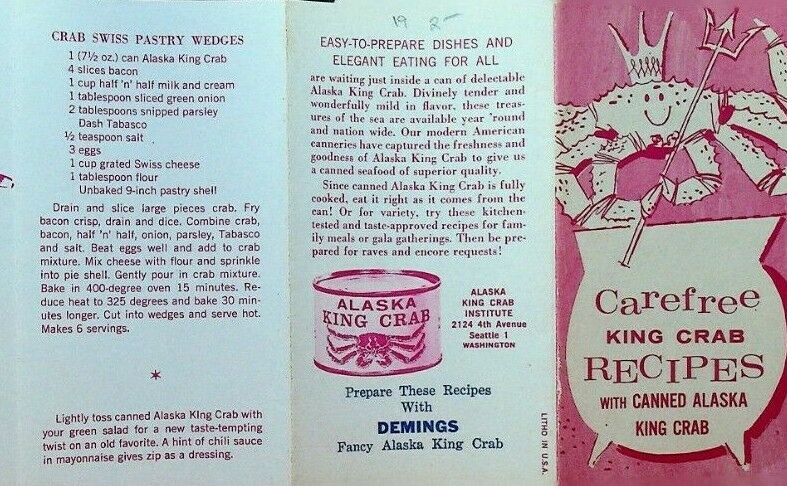 CRAB SWISS PASTRY WEDGES
1 (7½ oz.) can Alaska King Crab
4 slices bacon
1 cup half 'n' half milk and cream
1 tablespoon sliced green onion
2 tablespoons snipped parsley
Dash Tabasco
½ teaspoon salt
3 eggs
1 cup grated Swiss cheese
1 tablespoon flour
Unbaked 9-inch pastry shell
Drain and slice large pieces crab. Fry
bacon crisp, drain and dice. Combine crab,
bacon, half 'n' half, onion, parsley, Tabasco
and salt. Beat eggs well and add to crab
mixture. Mix cheese with flour and sprinkle
into pie shell. Gently pour in crab mixture.
Bake in 400-degree oven 15 minutes. Re-
duce heat to 325 degrees and bake 30 min-
utes longer. Cut into wedges and serve hot.
Makes 6 servings.
*
Lightly toss canned Alaska King Crab with
your green salad for a new taste-tempting
twist on an old favorite. A hint of chili sauce
in mayonnaise gives zip as a dressing.
19
EASY-TO-PREPARE DISHES AND
ELEGANT EATING FOR ALL
are waiting just inside a can of delectable
Alaska King Crab. Divinely tender and
wonderfully mild in flavor, these treas-
ures of the sea are available year 'round
and nation wide. Our modern American
canneries have captured the freshness and
goodness of Alaska King Crab to give us
a canned seafood of superior quality.
Since canned Alaska King Crab is fully
cooked, eat it right as it comes from the
can! Or for variety, try these kitchen-
tested and taste-approved recipes for fam-
ily meals or gala gatherings. Then be pre-
pared for raves and encore requests!
ALASKA
KING CRAB
ALASKA
KING CRAB
INSTITUTE
2124 4th Avenue
Seattle 1
WASHINGTON
Prepare These Recipes
With
DEMINGS
Fancy Alaska King Crab
LITHO IN U.S.A.
Carefree
KING CRAB
RECIPES
WITH CANNED ALASKA
KING CRAB